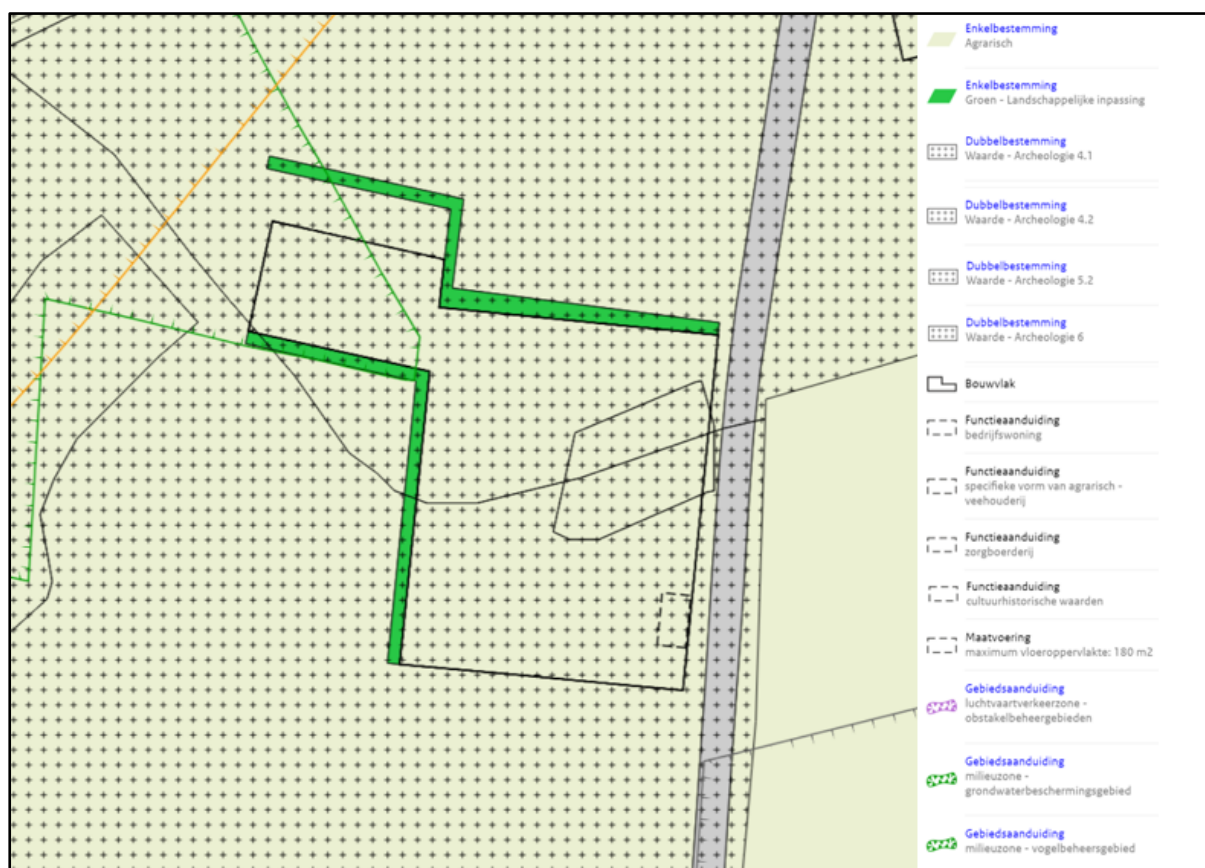 Enkelbestemming
Agrarisch
Enkelbestemming
Groen - Landschappelijke inpassing
Dubbelbestemming
Waarde - Archeologie 4.1
Dubbelbestemming
Waarde - Archeologie 4.2
Dubbelbestemming
Waarde - Archeologie 5.2
Dubbelbestemming
Waarde - Archeologie 6
Bouwvlak
Functieaanduiding
bedrijfswoning
Functieaanduiding
specifieke vorm van agrarisch -
veehouderij
Functieaanduiding
zorgboerderij
Functieaanduiding
cultuurhistorische waarden
Maatvoering
maximum vloeroppervlakte: 180 m2
Gebiedsaanduiding
luchtvaartverkeerzone -
obstakelbeheergebieden
Gebiedsaanduiding
milieuzone -
grondwaterbeschermingsgebied
Gebiedsaanduiding
milieuzone - vogelbeheersgebied